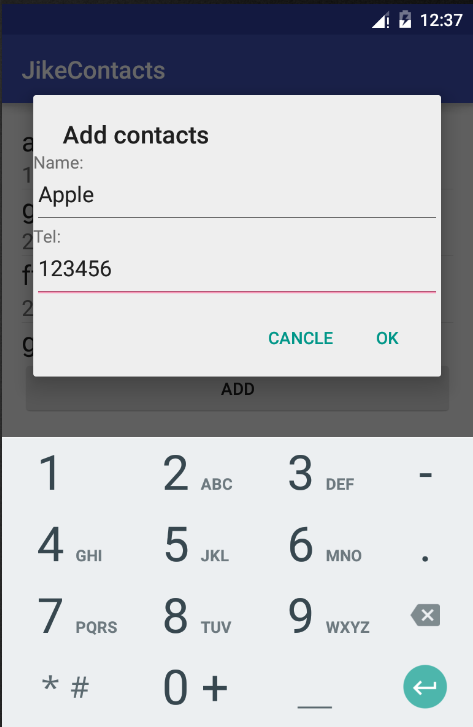 12:37
JikeContacts
Add contacts
Name:
Apple
Tel:
123456
CANCLE OK
ADD
1 2 ABC 3 DEF -
4 GHI 5 JKL 6 MNO .
7 PQRS 8 TUV 9 WXYZ
* # 0 + _